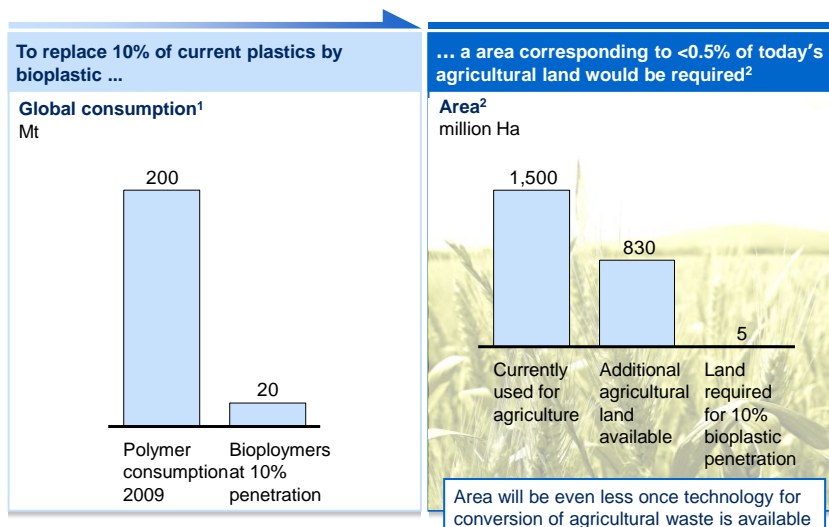 To replace 10% of current plastics by
bioplastic ...
Global consumption¹
Mt
200
20
Polymer
consumption
2009
Bioploymers
at 10%
penetration
... a area corresponding to <0.5% of today’s
agricultural land would be required²
Area²
million Ha
1,500
830
5
Currently
used for
agriculture
Additional
agricultural
land
available
Land
required
for 10%
bioplastic
penetration
Area will be even less once technology for
conversion of agricultural waste is available